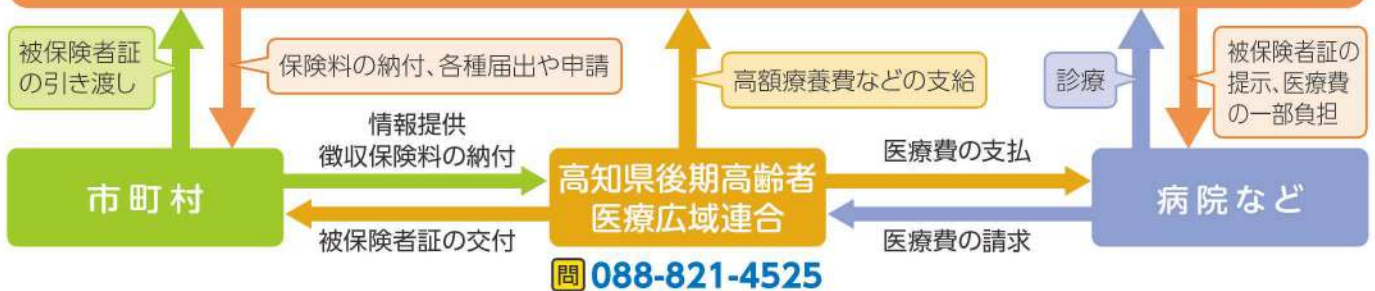 被保険者証
の引き渡し
保険料の納付、各種届出や申請
高額療養費などの支給
診療
被保険者証の
提示、医療費
の一部負担
情報提供
徴収保険料の納付
医療費の支払
市町村
高知県後期高齢者
医療広域連合
病院など
被保険者証の交付
医療費の請求
問 088-821-4525